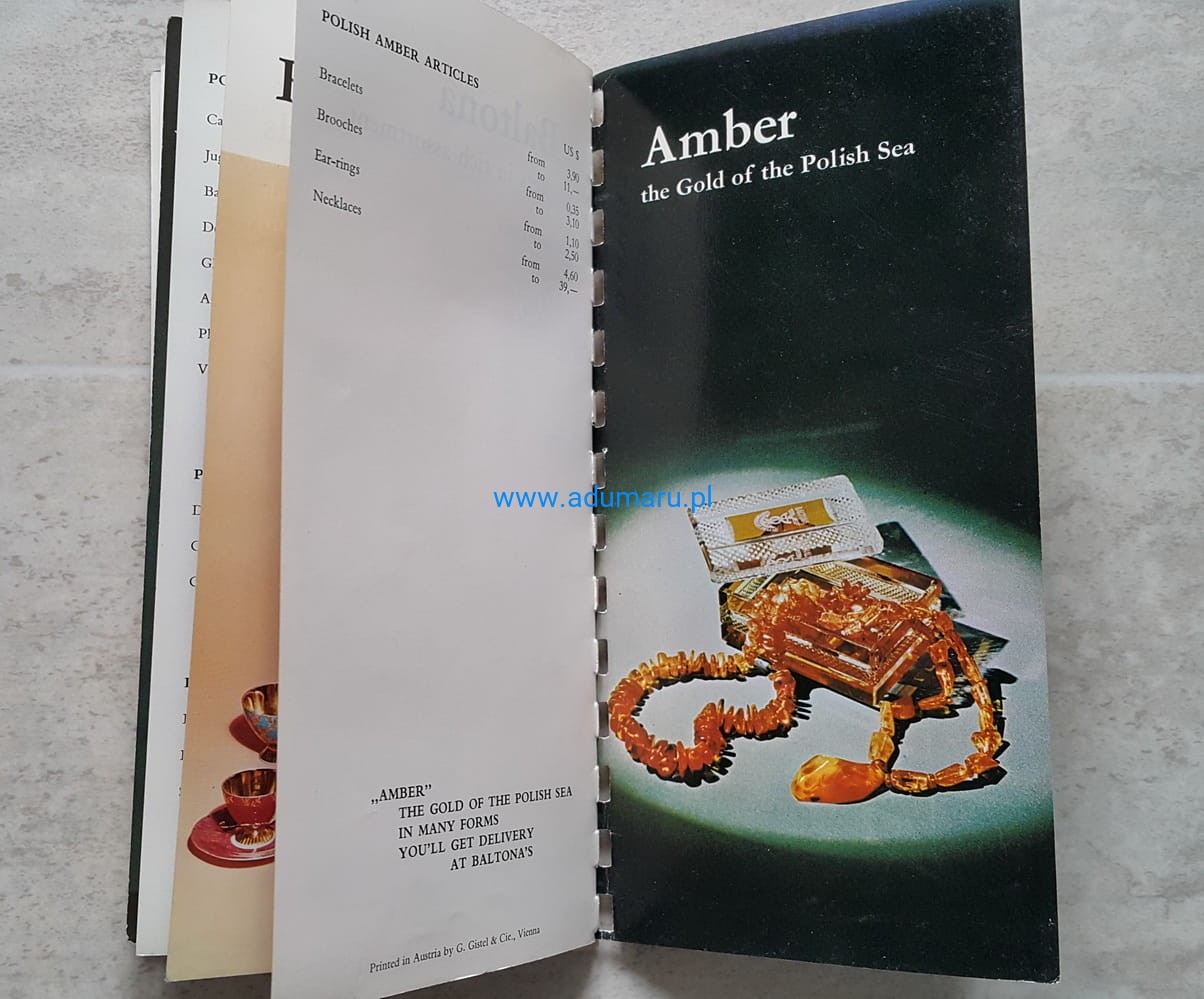 POLISH AMBER ARTICLES
US $
Bracelets from 3,90
to 11,—
Brooches from 0,35
to 3,10
Ear-rings from 1,10
to 2,50
Necklaces from 4,60
to 39,—
„AMBER”
THE GOLD OF THE POLISH SEA
IN MANY FORMS
YOU'LL GET DELIVERY
AT BALTONA'S
Printed in Austria by G. Gistel & Cie., Vienna
Amber
the Gold of the Polish Sea
www.adumaru.pl